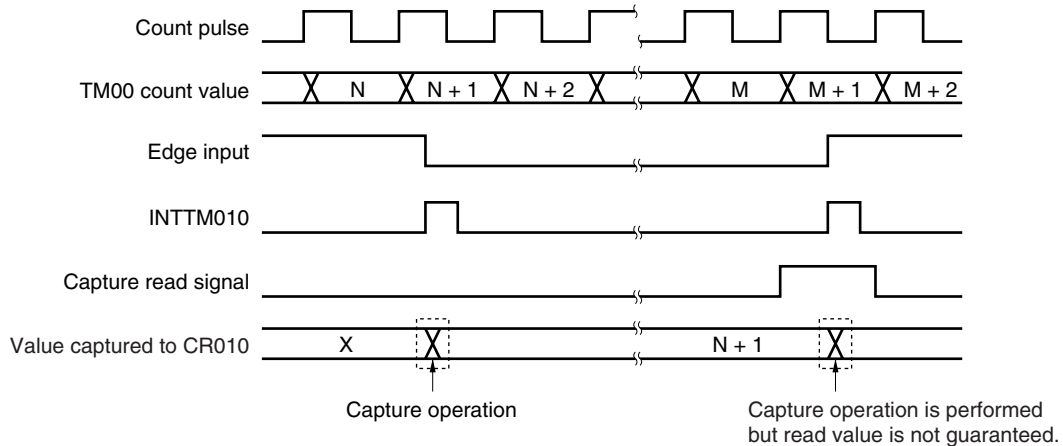 Count pulse
TM00 count value
N
N + 1
N + 2
M
M + 1
M + 2
Edge input
INTTM010
Capture read signal
Value captured to CR010
X
N + 1
Capture operation
Capture operation is performed
but read value is not guaranteed.